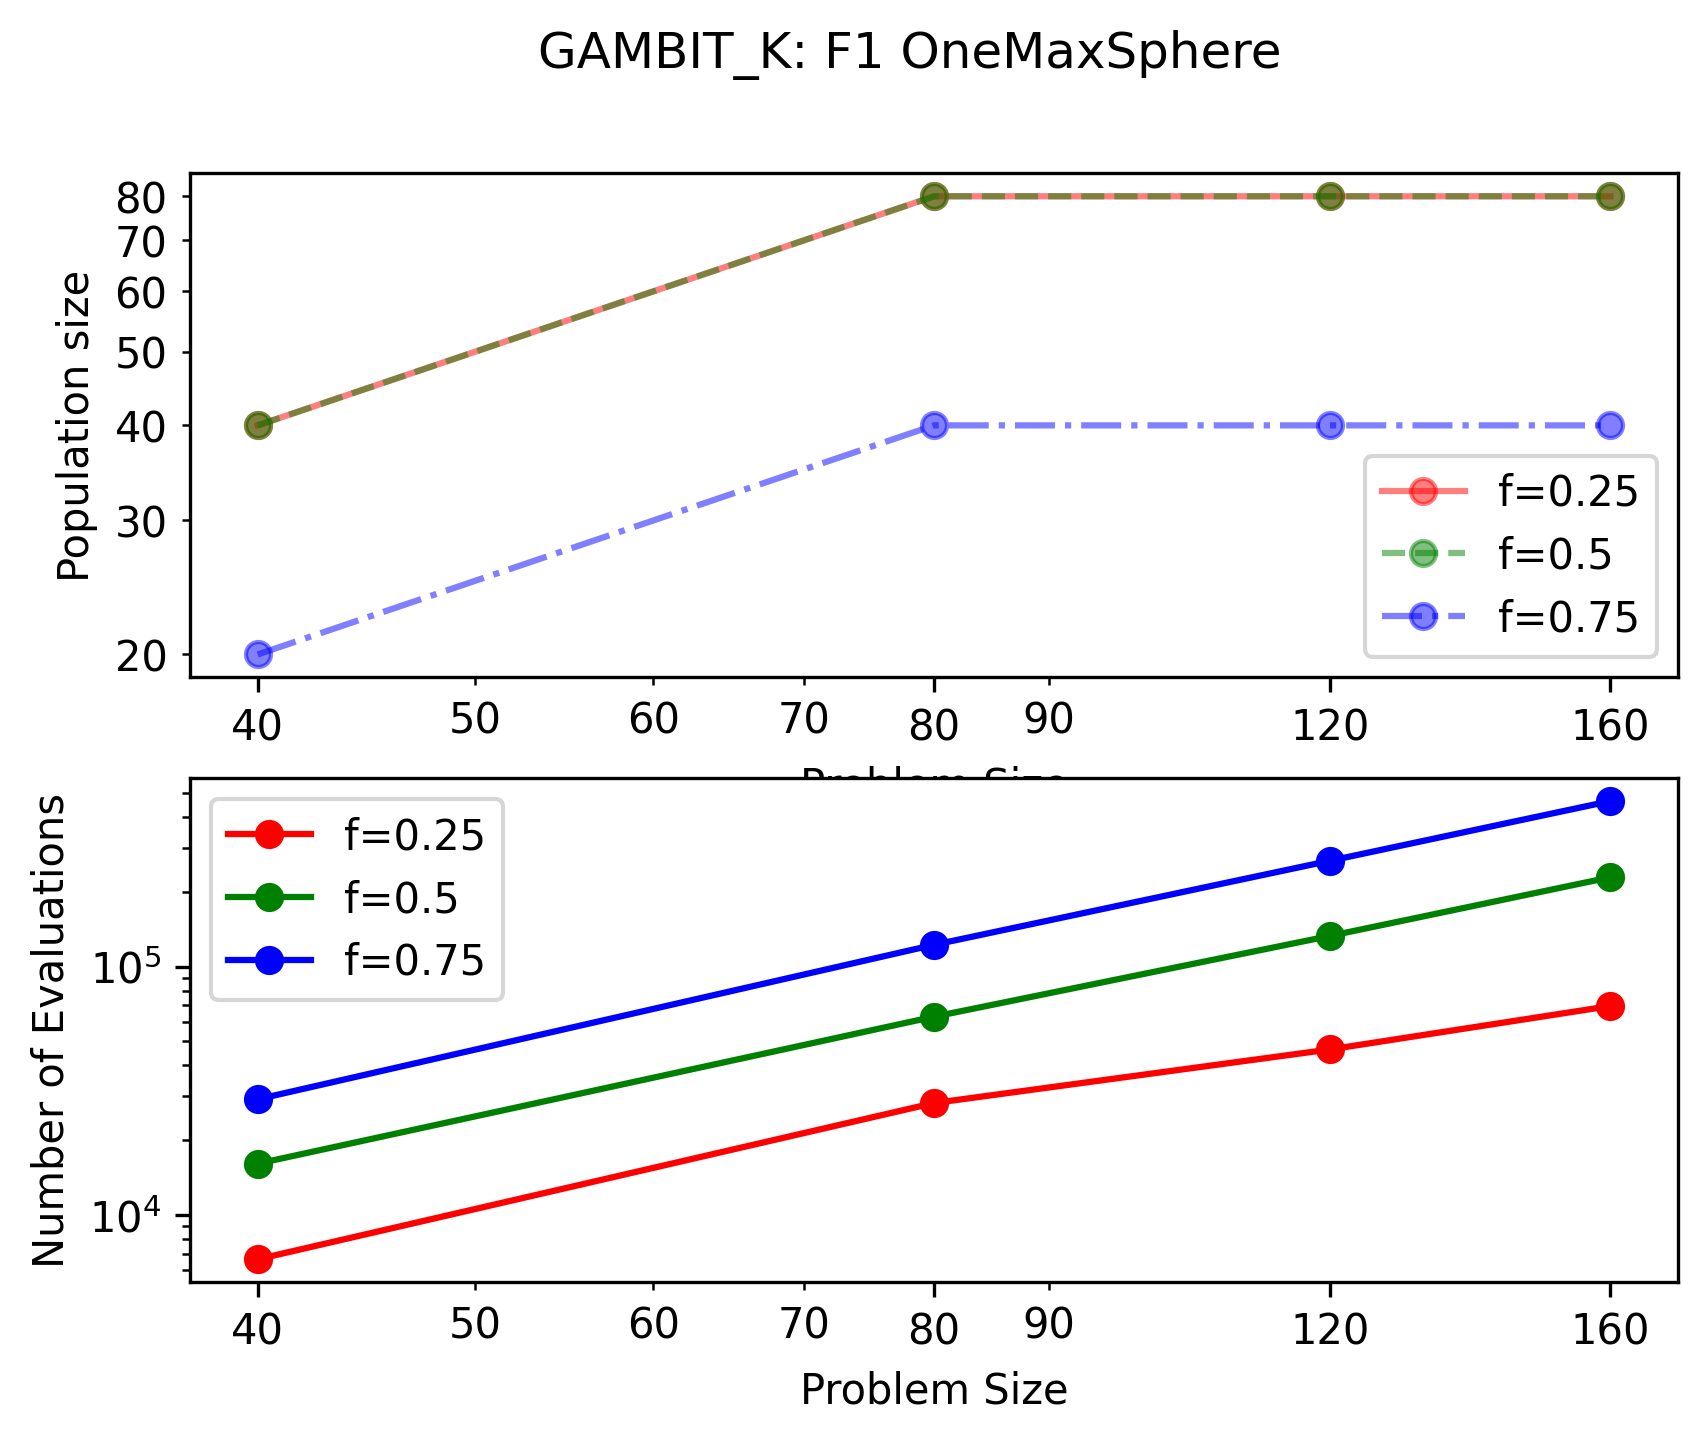 GAMBIT_K: F1 OneMaxSphere
Population size
80
70
60
50
40
30
20
f=0.25
f=0.5
f=0.75
40 50 60 70 80 90 120 160
Problem Size
Number of Evaluations
10^5
10^4
f=0.25
f=0.5
f=0.75
40 50 60 70 80 90 120 160
Problem Size